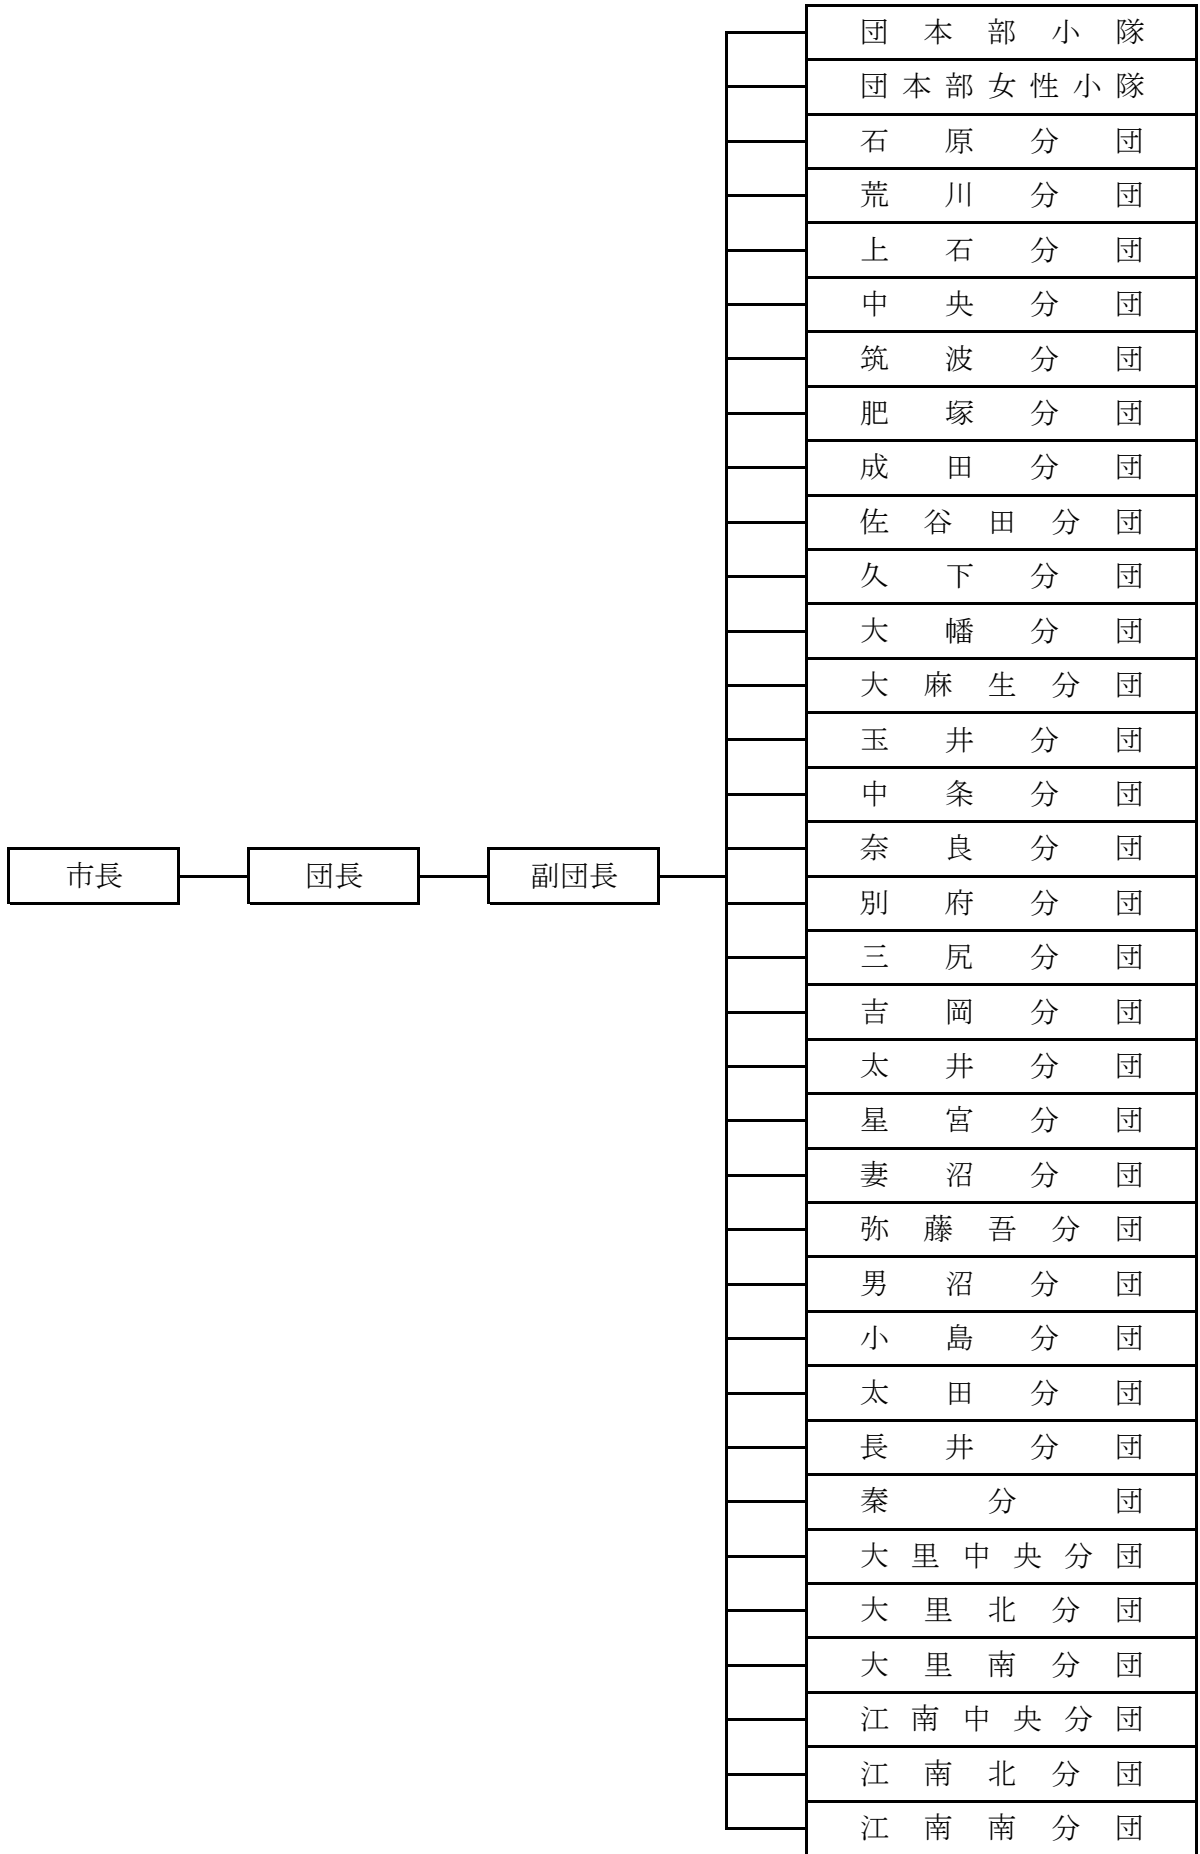 市長
団長
副団長
団本部小隊
団本部女性小隊
石原分団
荒川分団
上石分団
中央分団
筑波分団
肥塚分団
成田分団
佐谷田分団
久下分団
大幡分団
大麻生分団
玉井分団
中条分団
奈良分団
別府分団
三尻分団
吉岡分団
太井分団
星宮分団
妻沼分団
弥藤吾分団
男沼分団
小島分団
太田分団
長井分団
秦分団
大里中央分団
大里北分団
大里南分団
江南中央分団
江南北分団
江南南分団